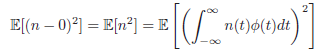 𝔼[(n − 0)²] = 𝔼[n²] = 𝔼[(∫_{−∞}^{∞} n(t)ϕ(t)dt)²]